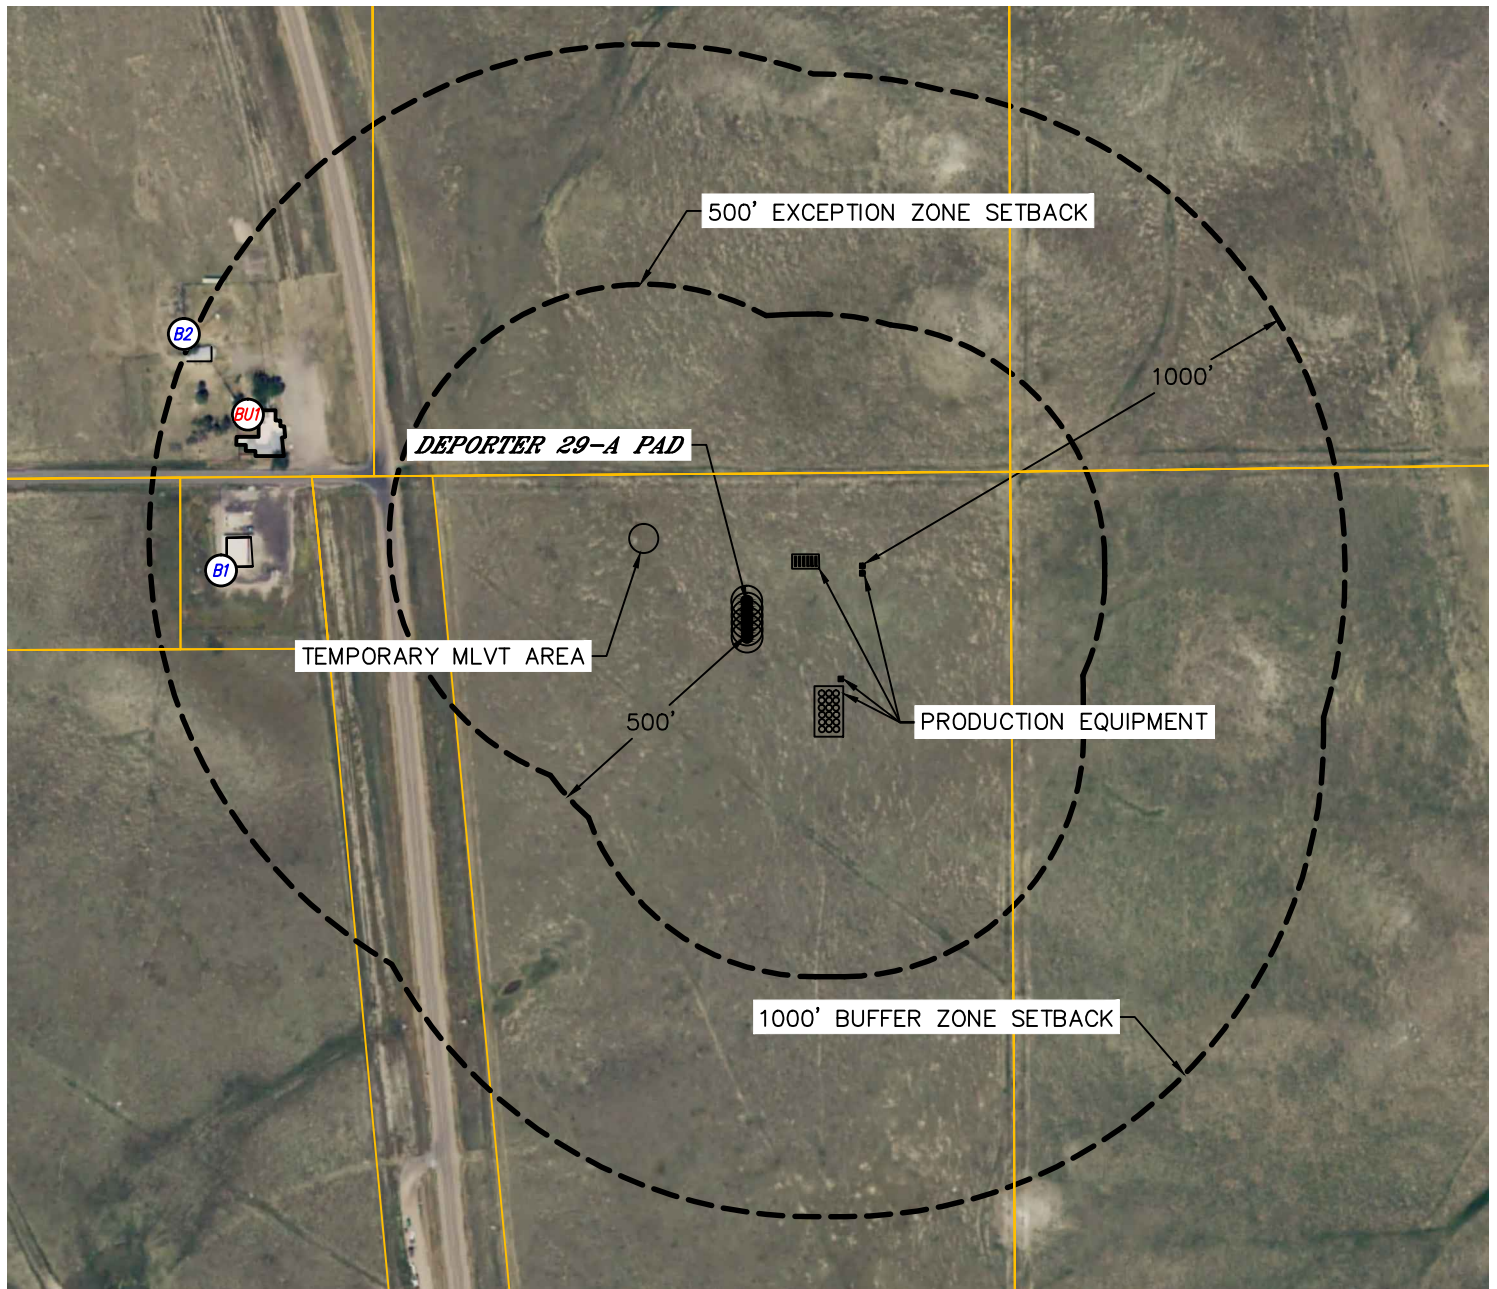 500' EXCEPTION ZONE SETBACK
B2
1000'
BU1
DEPORTER 29-A PAD
B1
TEMPORARY MLVT AREA
500'
PRODUCTION EQUIPMENT
1000' BUFFER ZONE SETBACK